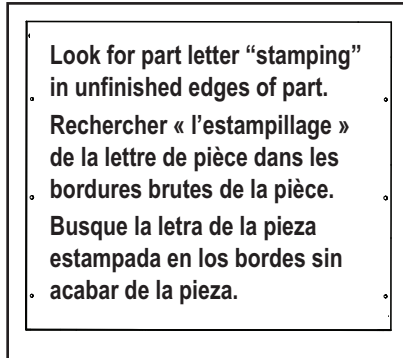 Look for part letter “stamping”
in unfinished edges of part.
Rechercher « l’estampillage »
de la lettre de pièce dans les
bordures brutes de la pièce.
Busque la letra de la pieza
estampada en los bordes sin
acabar de la pieza.